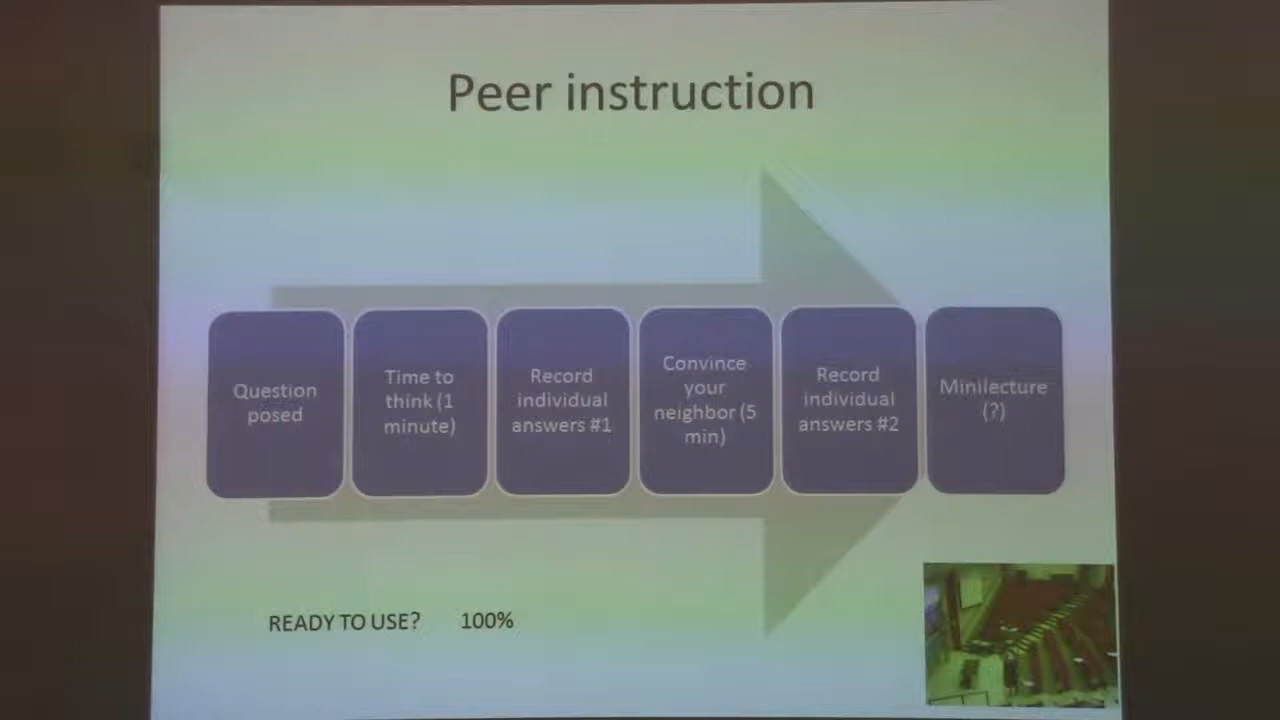 Peer instruction
Question
posed
Time to
think (1
minute)
Record
individual
answers #1
Convince
your
neighbor (5
min)
Record
individual
answers #2
Minilecture
(?)
READY TO USE? 100%